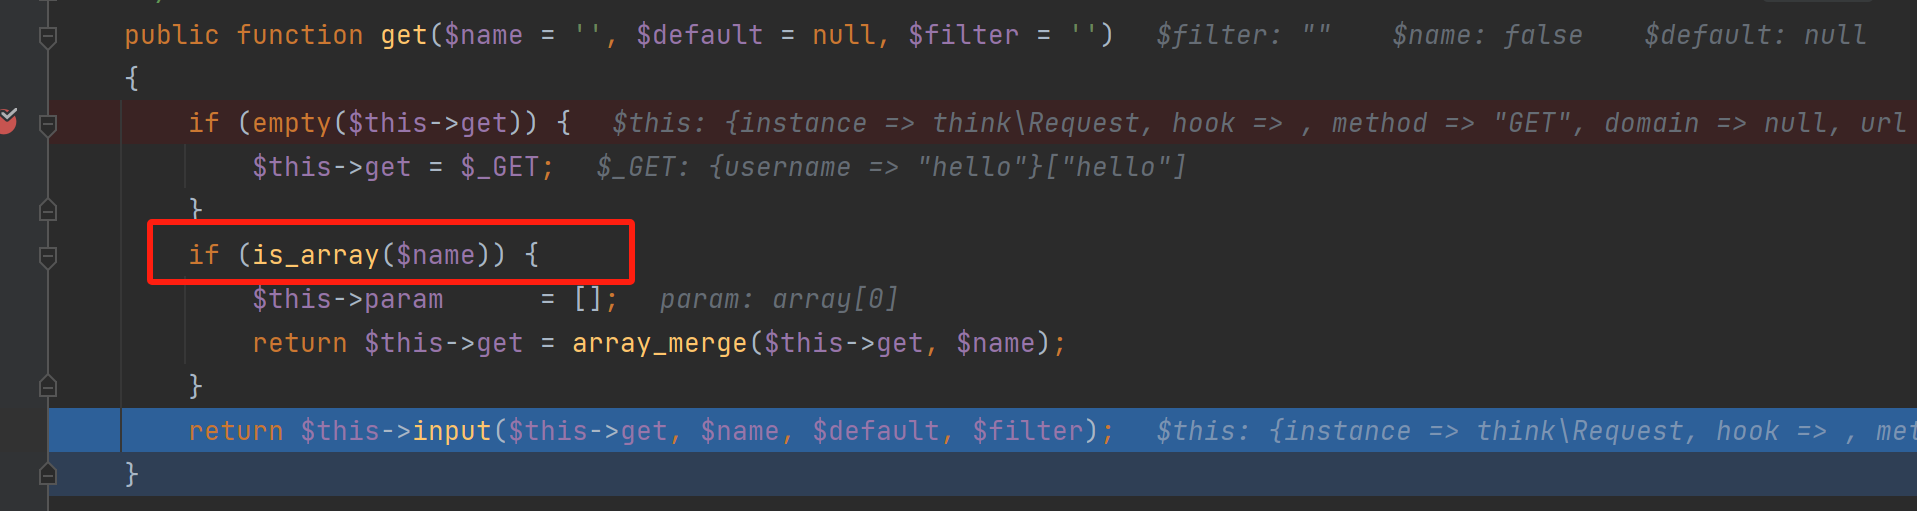 public function get($name = '', $default = null, $filter = '')   $filter: ""    $name: false    $default: null
{
if (empty($this->get)) {   $this: {instance => think\Request, hook => , method => "GET", domain => null, url
$this->get = $_GET;   $_GET: {username => "hello"}["hello"]
}
if (is_array($name)) {
$this->param      = [];   param: array[0]
return $this->get = array_merge($this->get, $name);
}
return $this->input($this->get, $name, $default, $filter);   $this: {instance => think\Request, hook => , met
}